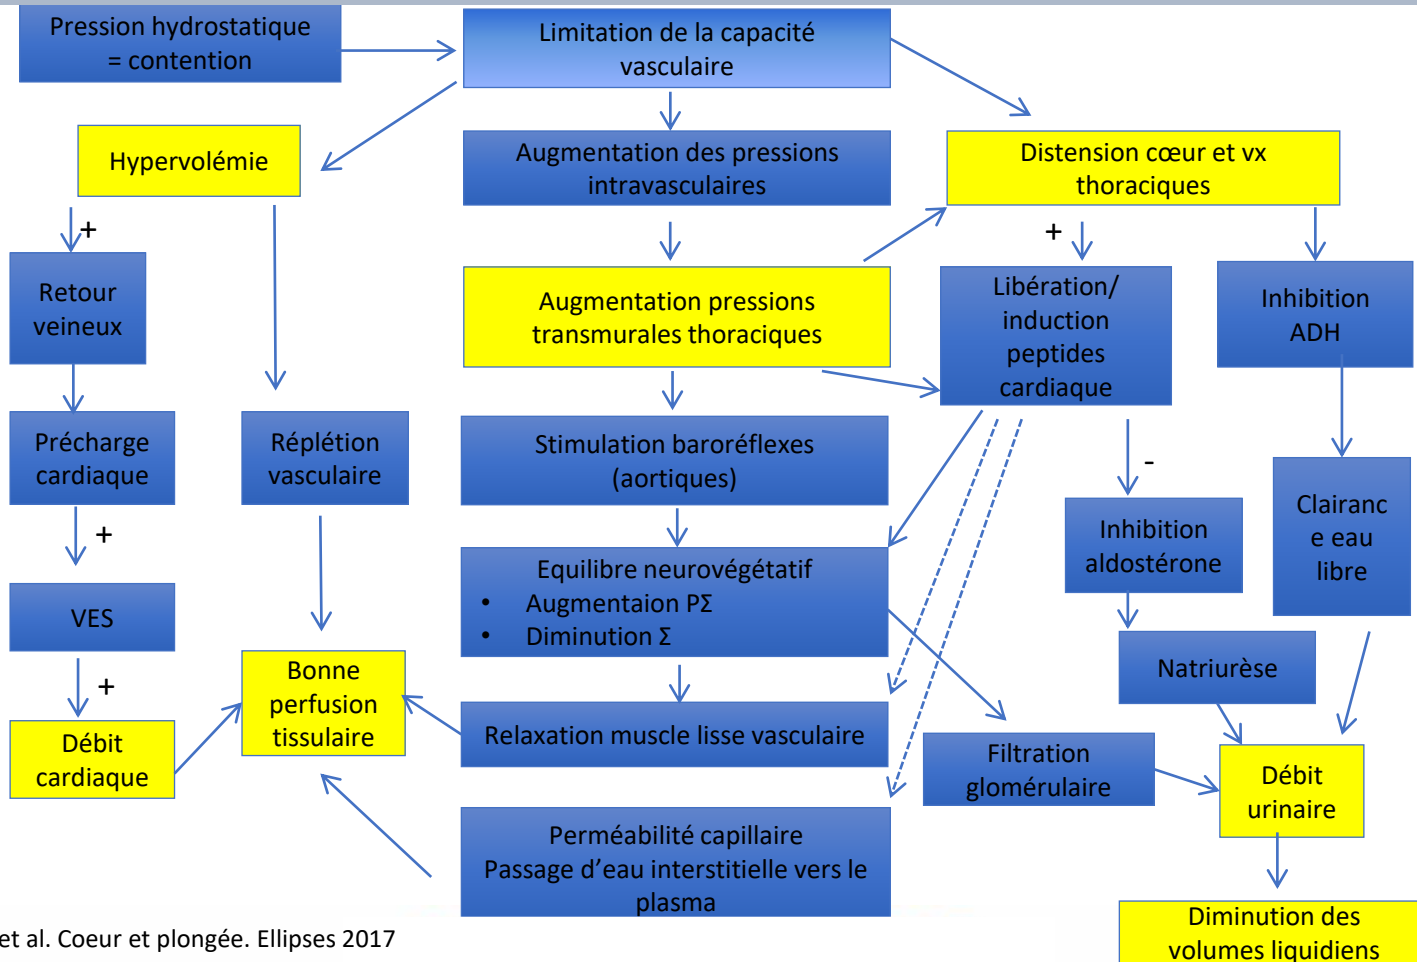 Pression hydrostatique
= contention
Limitation de la capacité
vasculaire
Hypervolémie
Augmentation des pressions
intravasculaires
Distension cœur et vx
thoraciques
+
Retour
veineux
Augmentation pressions
transmurales thoraciques
+
Libération/
induction
peptides
cardiaque
Inhibition
ADH
Précharge
cardiaque
Réplétion
vasculaire
Stimulation baroréflexes
(aortiques)
-
+
Inhibition
aldostérone
Clairanc
e eau
libre
VES
Equilibre neurovégétatif
• Augmentaion PΣ
• Diminution Σ
+
Bonne
perfusion
tissulaire
Natriurèse
Débit
cardiaque
Relaxation muscle lisse vasculaire
Filtration
glomérulaire
Débit
urinaire
Perméabilité capillaire
Passage d'eau interstitielle vers le
plasma
Diminution des
volumes liquidiens
et al. Coeur et plongée. Ellipses 2017